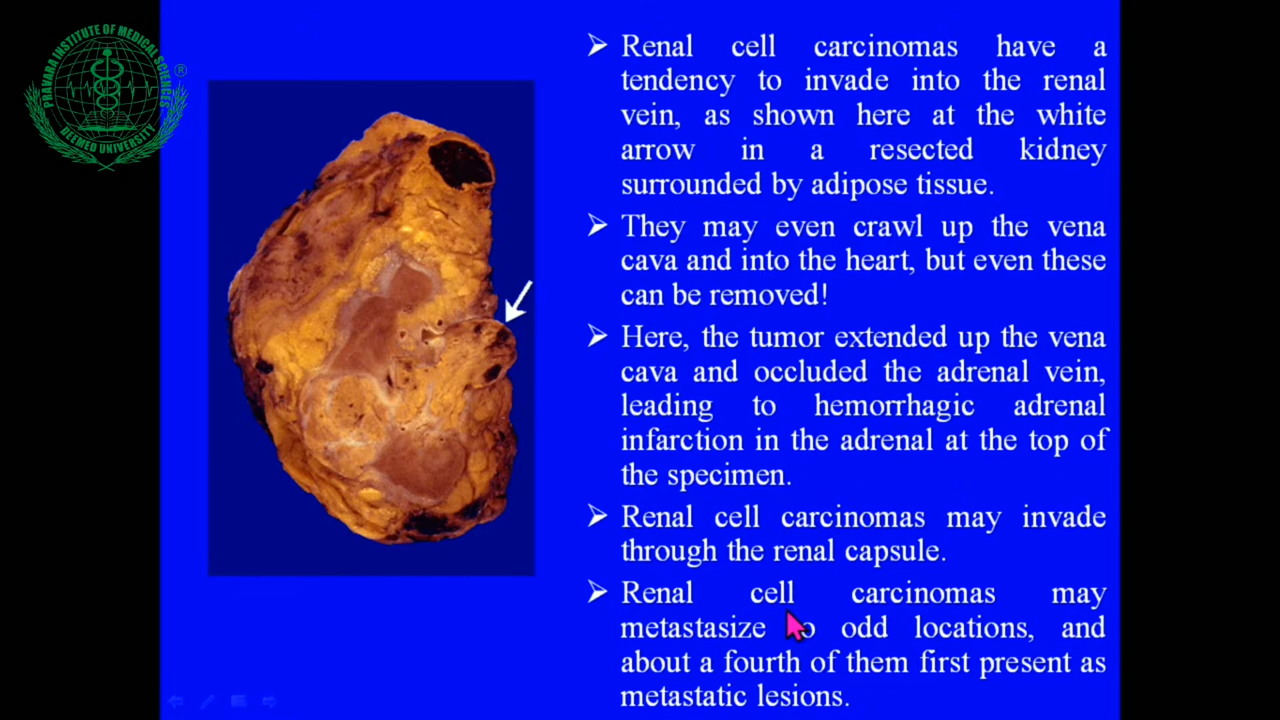 PRAVARA INSTITUTE OF MEDICAL SCIENCES
DEEMED UNIVERSITY
®
➢ Renal cell carcinomas have a
tendency to invade into the renal
vein, as shown here at the white
arrow in a resected kidney
surrounded by adipose tissue.
➢ They may even crawl up the vena
cava and into the heart, but even these
can be removed!
➢ Here, the tumor extended up the vena
cava and occluded the adrenal vein,
leading to hemorrhagic adrenal
infarction in the adrenal at the top of
the specimen.
➢ Renal cell carcinomas may invade
through the renal capsule.
➢ Renal cell carcinomas may
metastasize to odd locations, and
about a fourth of them first present as
metastatic lesions.